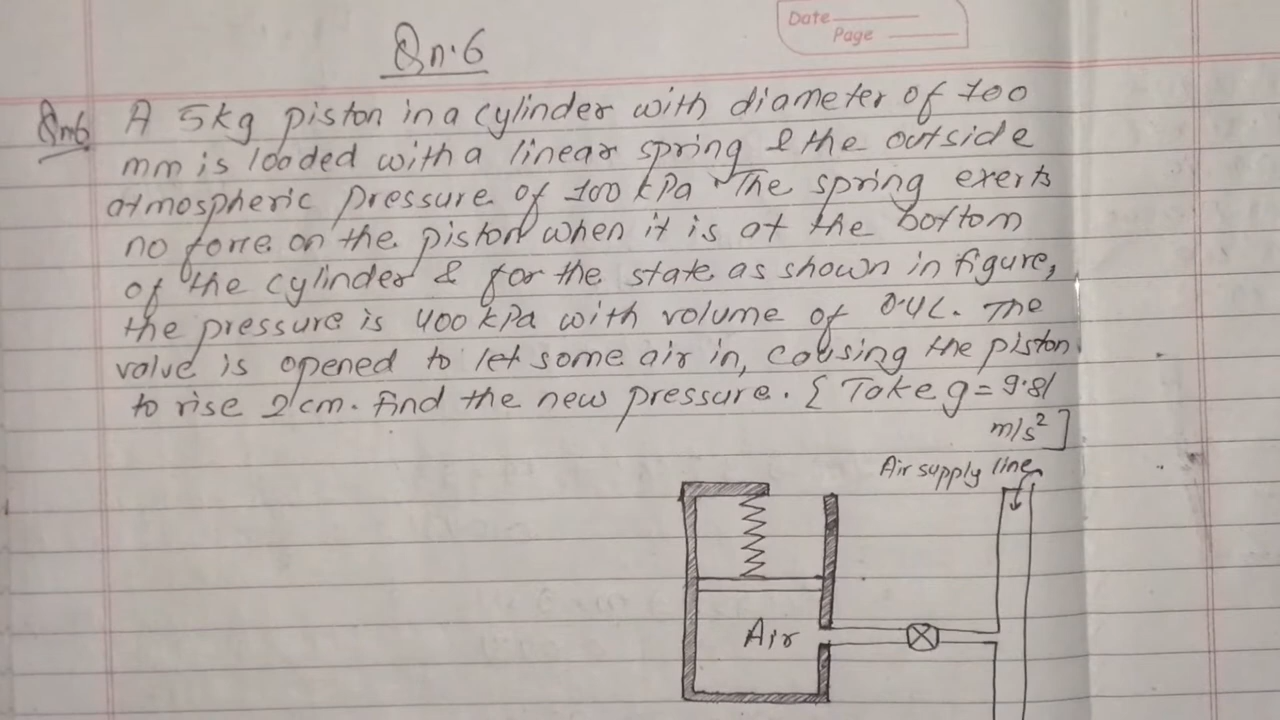 Date
Page
Qn.6
Qn6 A 5kg piston in a cylinder with diameter of 100
mm is loaded with a linear spring & the outside
atmospheric pressure of 100 kPa. The spring exerts
no force on the piston when it is at the bottom
of the cylinder & for the state as shown in figure,
the pressure is 400 kPa with volume of 0.4L. The
valve is opened to let some air in, causing the piston
to rise 2 cm. Find the new pressure. [ Take g = 9.81
m/s² ]
Air supply line
Air